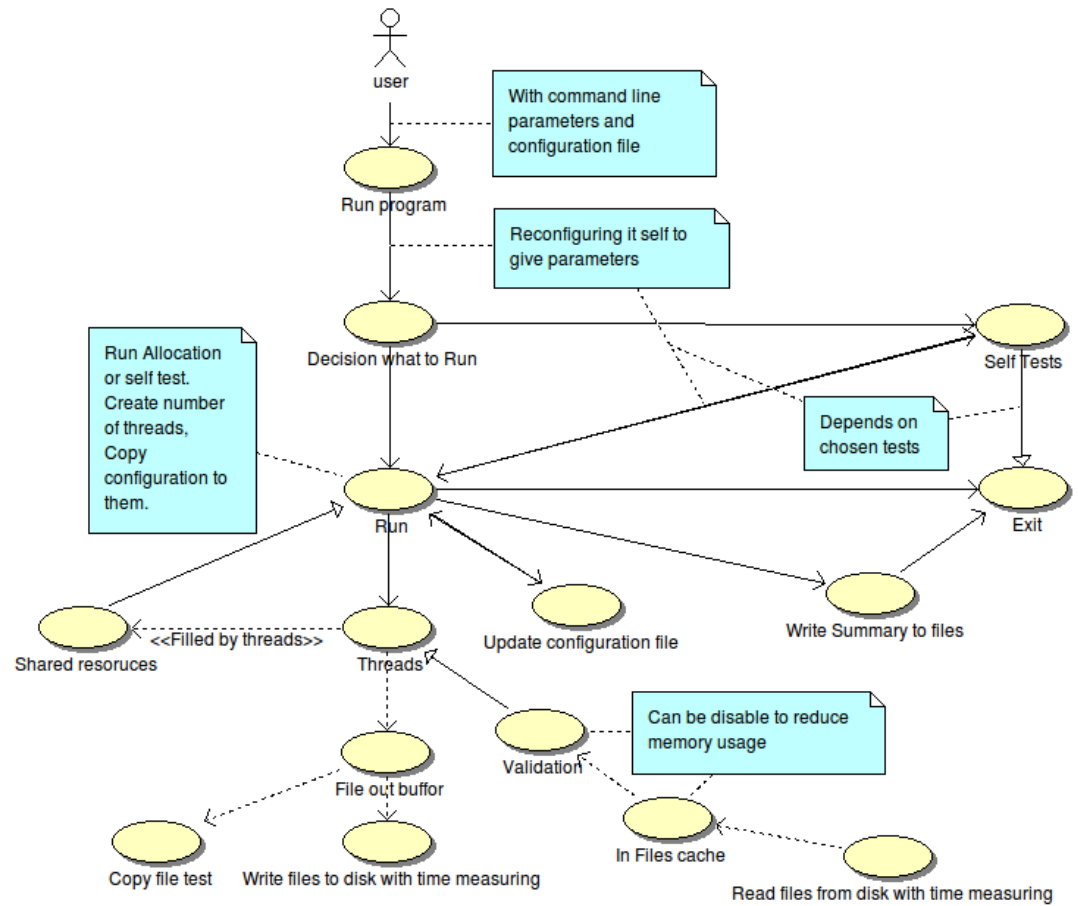 user
With command line
parameters and
configuration file
Run program
Reconfiguring it self to
give parameters
Decision what to Run
Self Tests
Run Allocation
or self test.
Create number
of threads,
Copy
configuration to
them.
Depends on
chosen tests
Run
Exit
Shared resoruces
<<Filled by threads>>
Threads
Update configuration file
Write Summary to files
Can be disable to reduce
memory usage
Validation
File out buffor
In Files cache
Copy file test
Write files to disk with time measuring
Read files from disk with time measuring